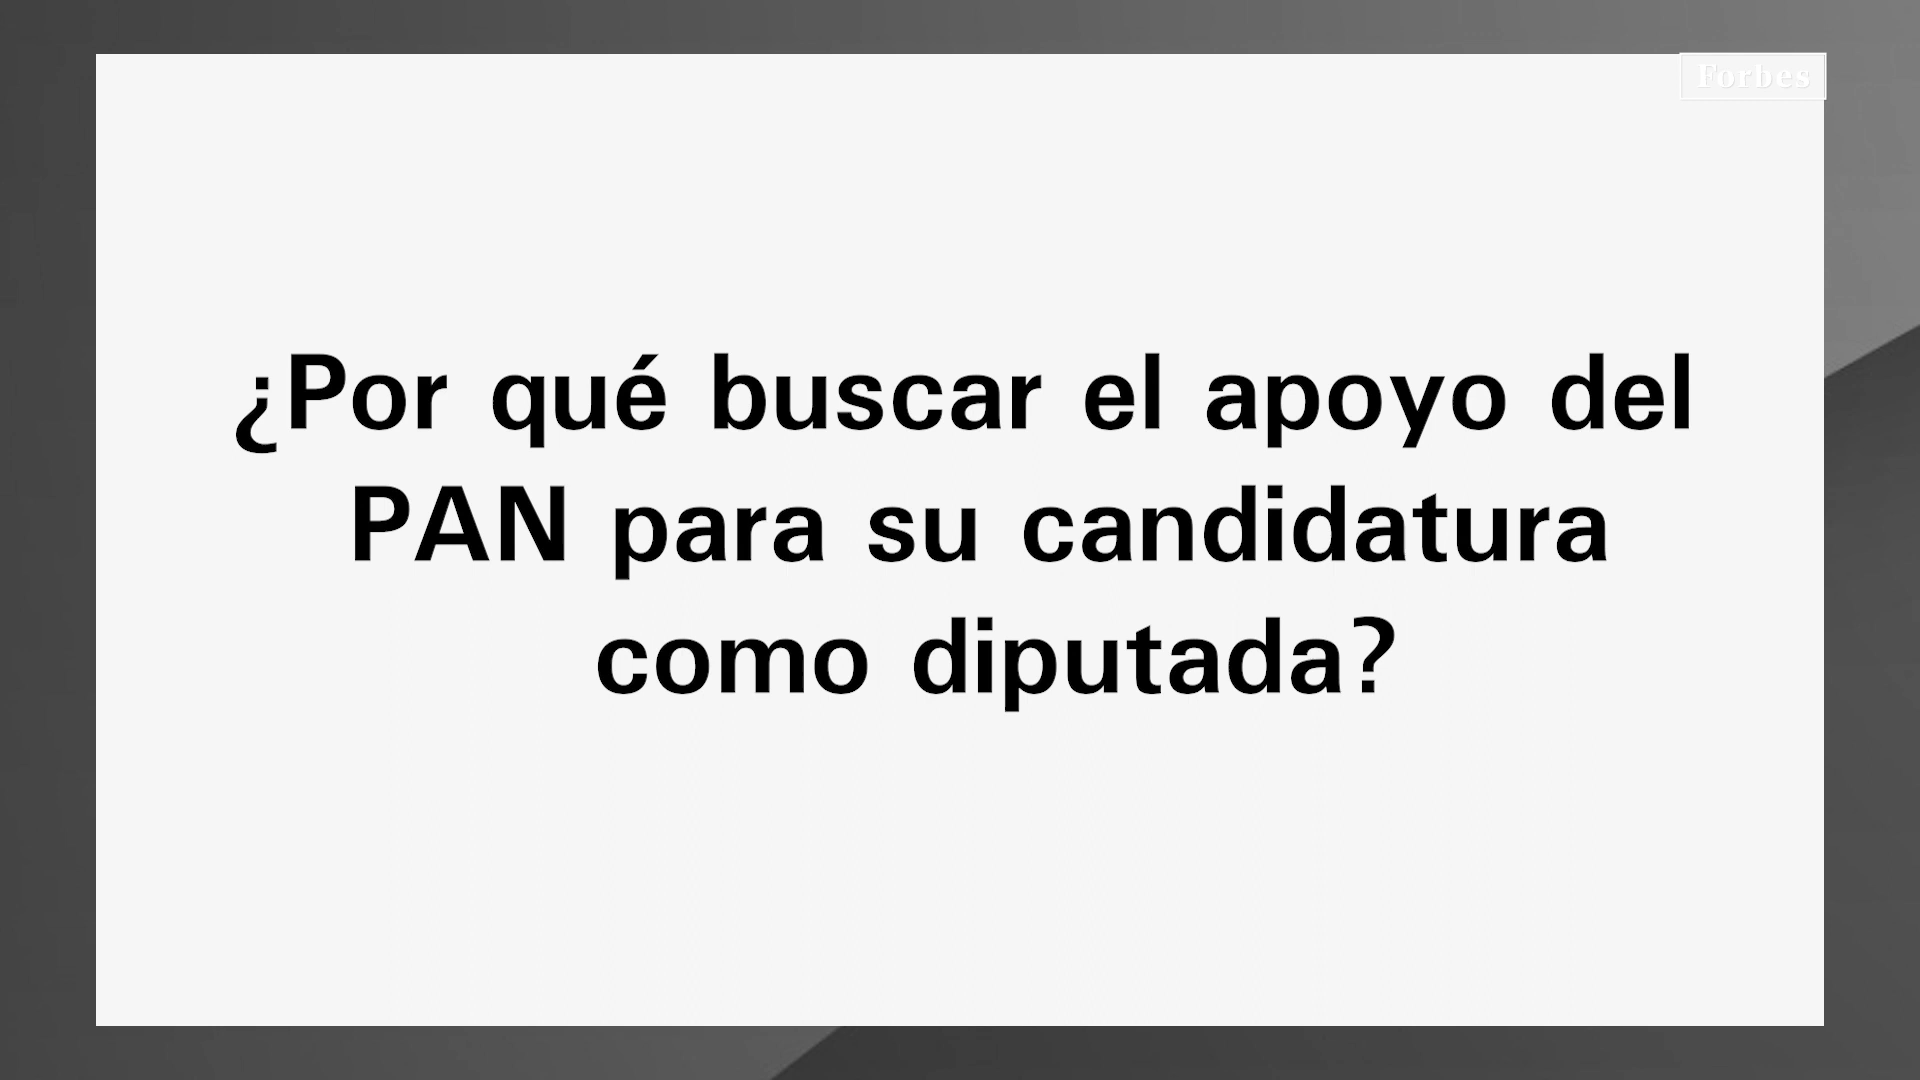 Forbes
¿Por qué buscar el apoyo del
PAN para su candidatura
como diputada?